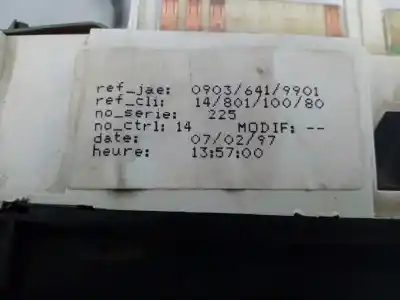 ref_jae: 0903/641/9901
ref_cli: 14/801/100/80
no_serie: 225
no_ctrl: 14 MODIF: --
date: 07/02/97
heure: 13:57:00